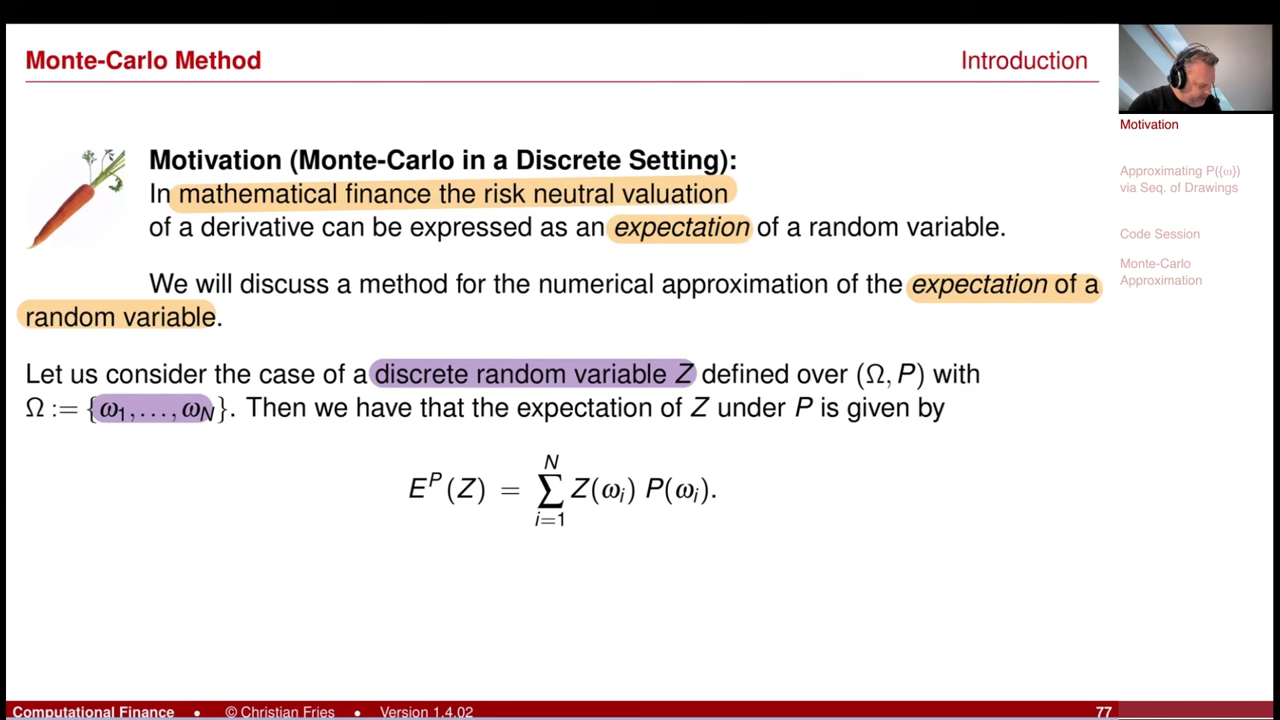 Monte-Carlo Method
Introduction
Motivation (Monte-Carlo in a Discrete Setting):
In mathematical finance the risk neutral valuation
of a derivative can be expressed as an expectation of a random variable.
We will discuss a method for the numerical approximation of the expectation of a
random variable.
Let us consider the case of a discrete random variable Z defined over (Ω, P) with
Ω := {ω₁, . . . , ω_N}. Then we have that the expectation of Z under P is given by
E^P(Z) = ∑_{i=1}^{N} Z(ω_i) P(ω_i).
Motivation
Approximating P({ω})
via Seq. of Drawings
Code Session
Monte-Carlo
Approximation
Computational Finance • © Christian Fries • Version 1.4.02
77